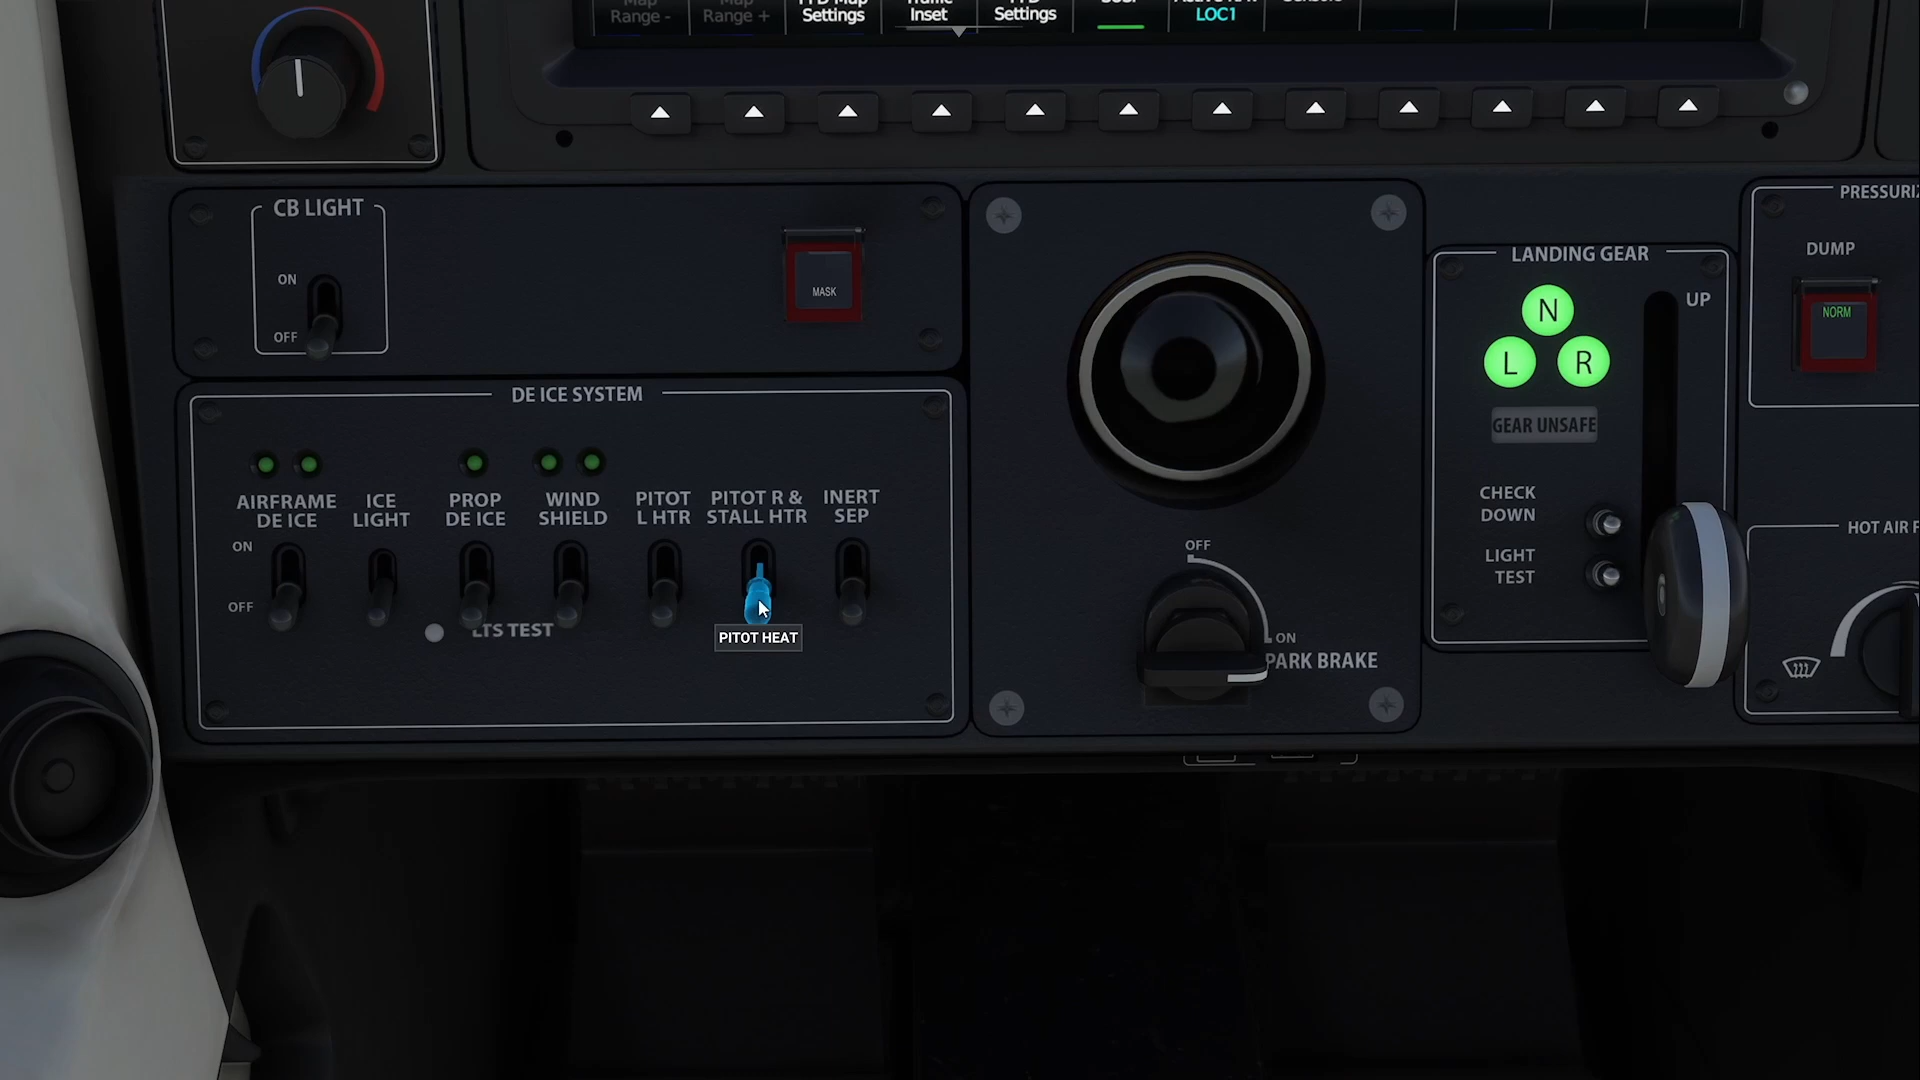 Map
Range -
Map
Range +
PFD Map
Settings
Traffic
Inset
PFD
Settings
LOC1
CB LIGHT
ON
OFF
MASK
DE ICE SYSTEM
AIRFRAME
DE ICE
ICE
LIGHT
PROP
DE ICE
WIND
SHIELD
PITOT
L HTR
PITOT R &
STALL HTR
INERT
SEP
ON
OFF
LTS TEST
PITOT HEAT
OFF
ON
PARK BRAKE
LANDING GEAR
N
L
R
UP
GEAR UNSAFE
CHECK
DOWN
LIGHT
TEST
PRESSURIZ
DUMP
NORM
HOT AIR F